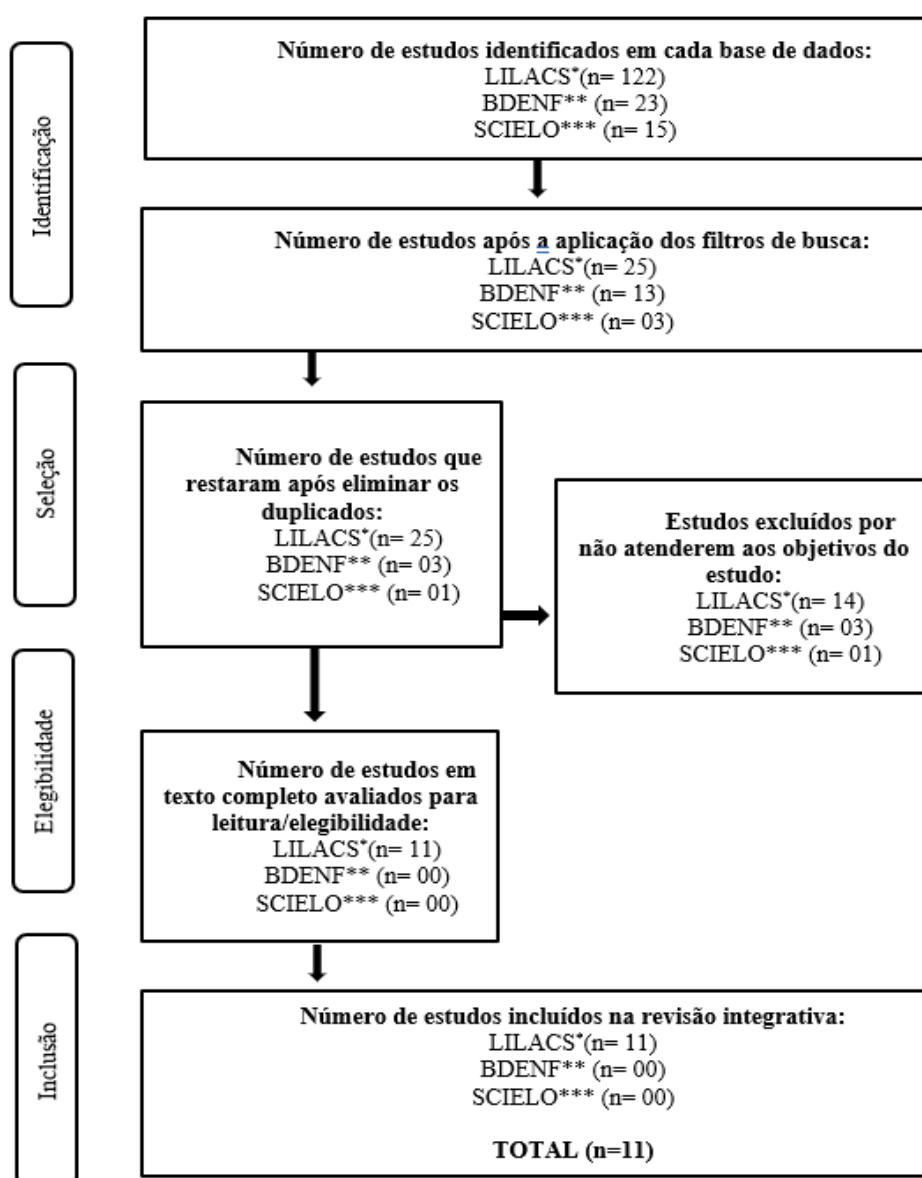 Identificação
Número de estudos identificados em cada base de dados:
LILACS*(n= 122)
BDENF** (n= 23)
SCIELO*** (n= 15)
Número de estudos após a aplicação dos filtros de busca:
LILACS*(n= 25)
BDENF** (n= 13)
SCIELO*** (n= 03)
Seleção
Número de estudos que
restaram após eliminar os
duplicados:
LILACS*(n= 25)
BDENF** (n= 03)
SCIELO*** (n= 01)
Estudos excluídos por
não atenderem aos objetivos do
estudo:
LILACS*(n= 14)
BDENF** (n= 03)
SCIELO*** (n= 01)
Elegibilidade
Número de estudos em
texto completo avaliados para
leitura/elegibilidade:
LILACS*(n= 11)
BDENF** (n= 00)
SCIELO*** (n= 00)
Inclusão
Número de estudos incluídos na revisão integrativa:
LILACS*(n= 11)
BDENF** (n= 00)
SCIELO*** (n= 00)
TOTAL (n=11)